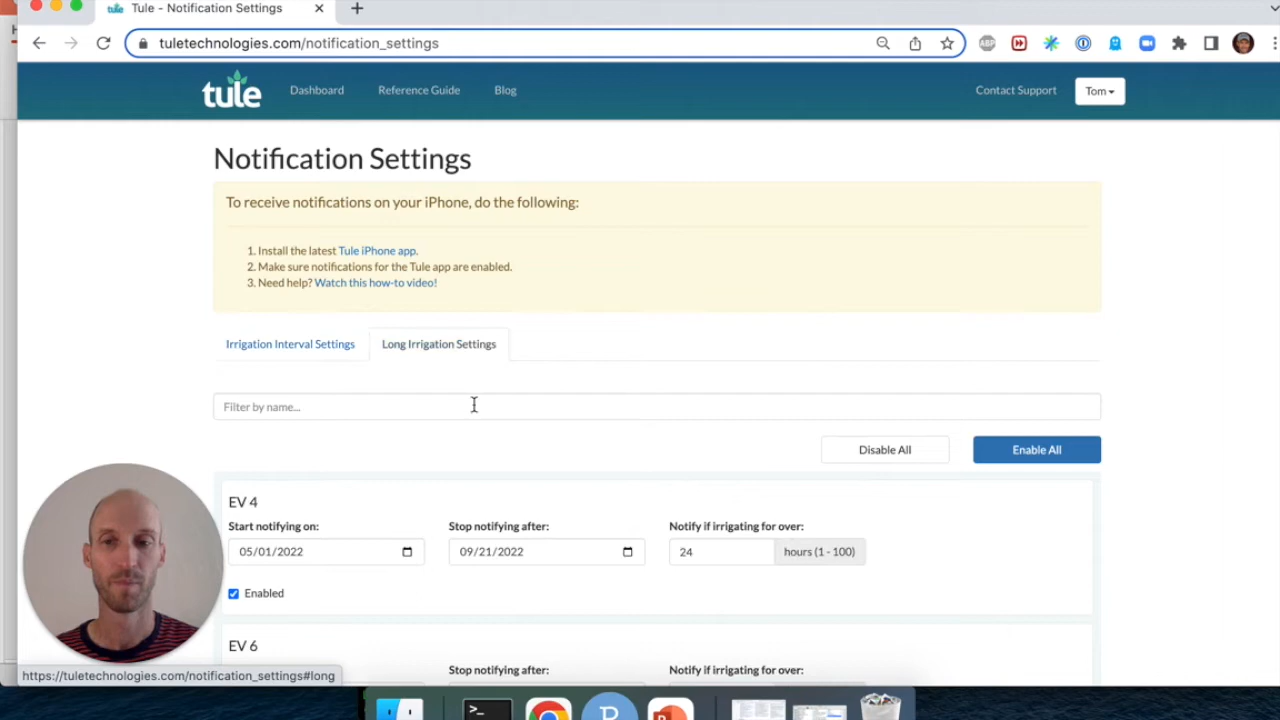 Tule - Notification Settings
tuletechnologies.com/notification_settings
ABP
tule
Dashboard
Reference Guide
Blog
Contact Support
Tom
Notification Settings
To receive notifications on your iPhone, do the following:
1. Install the latest Tule iPhone app.
2. Make sure notifications for the Tule app are enabled.
3. Need help? Watch this how-to video!
Irrigation Interval Settings
Long Irrigation Settings
Filter by name...
Disable All
Enable All
EV 4
Start notifying on:
Stop notifying after:
Notify if irrigating for over:
05/01/2022
09/21/2022
24
hours (1 - 100)
Enabled
EV 6
Stop notifying after:
Notify if irrigating for over:
https://tuletechnologies.com/notification_settings#long